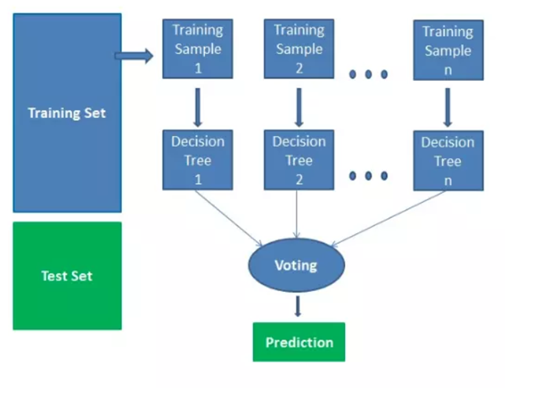 Training Set
Training
Sample
1
Training
Sample
2
Training
Sample
n
Decision
Tree
1
Decision
Tree
2
Decision
Tree
n
Test Set
Voting
Prediction